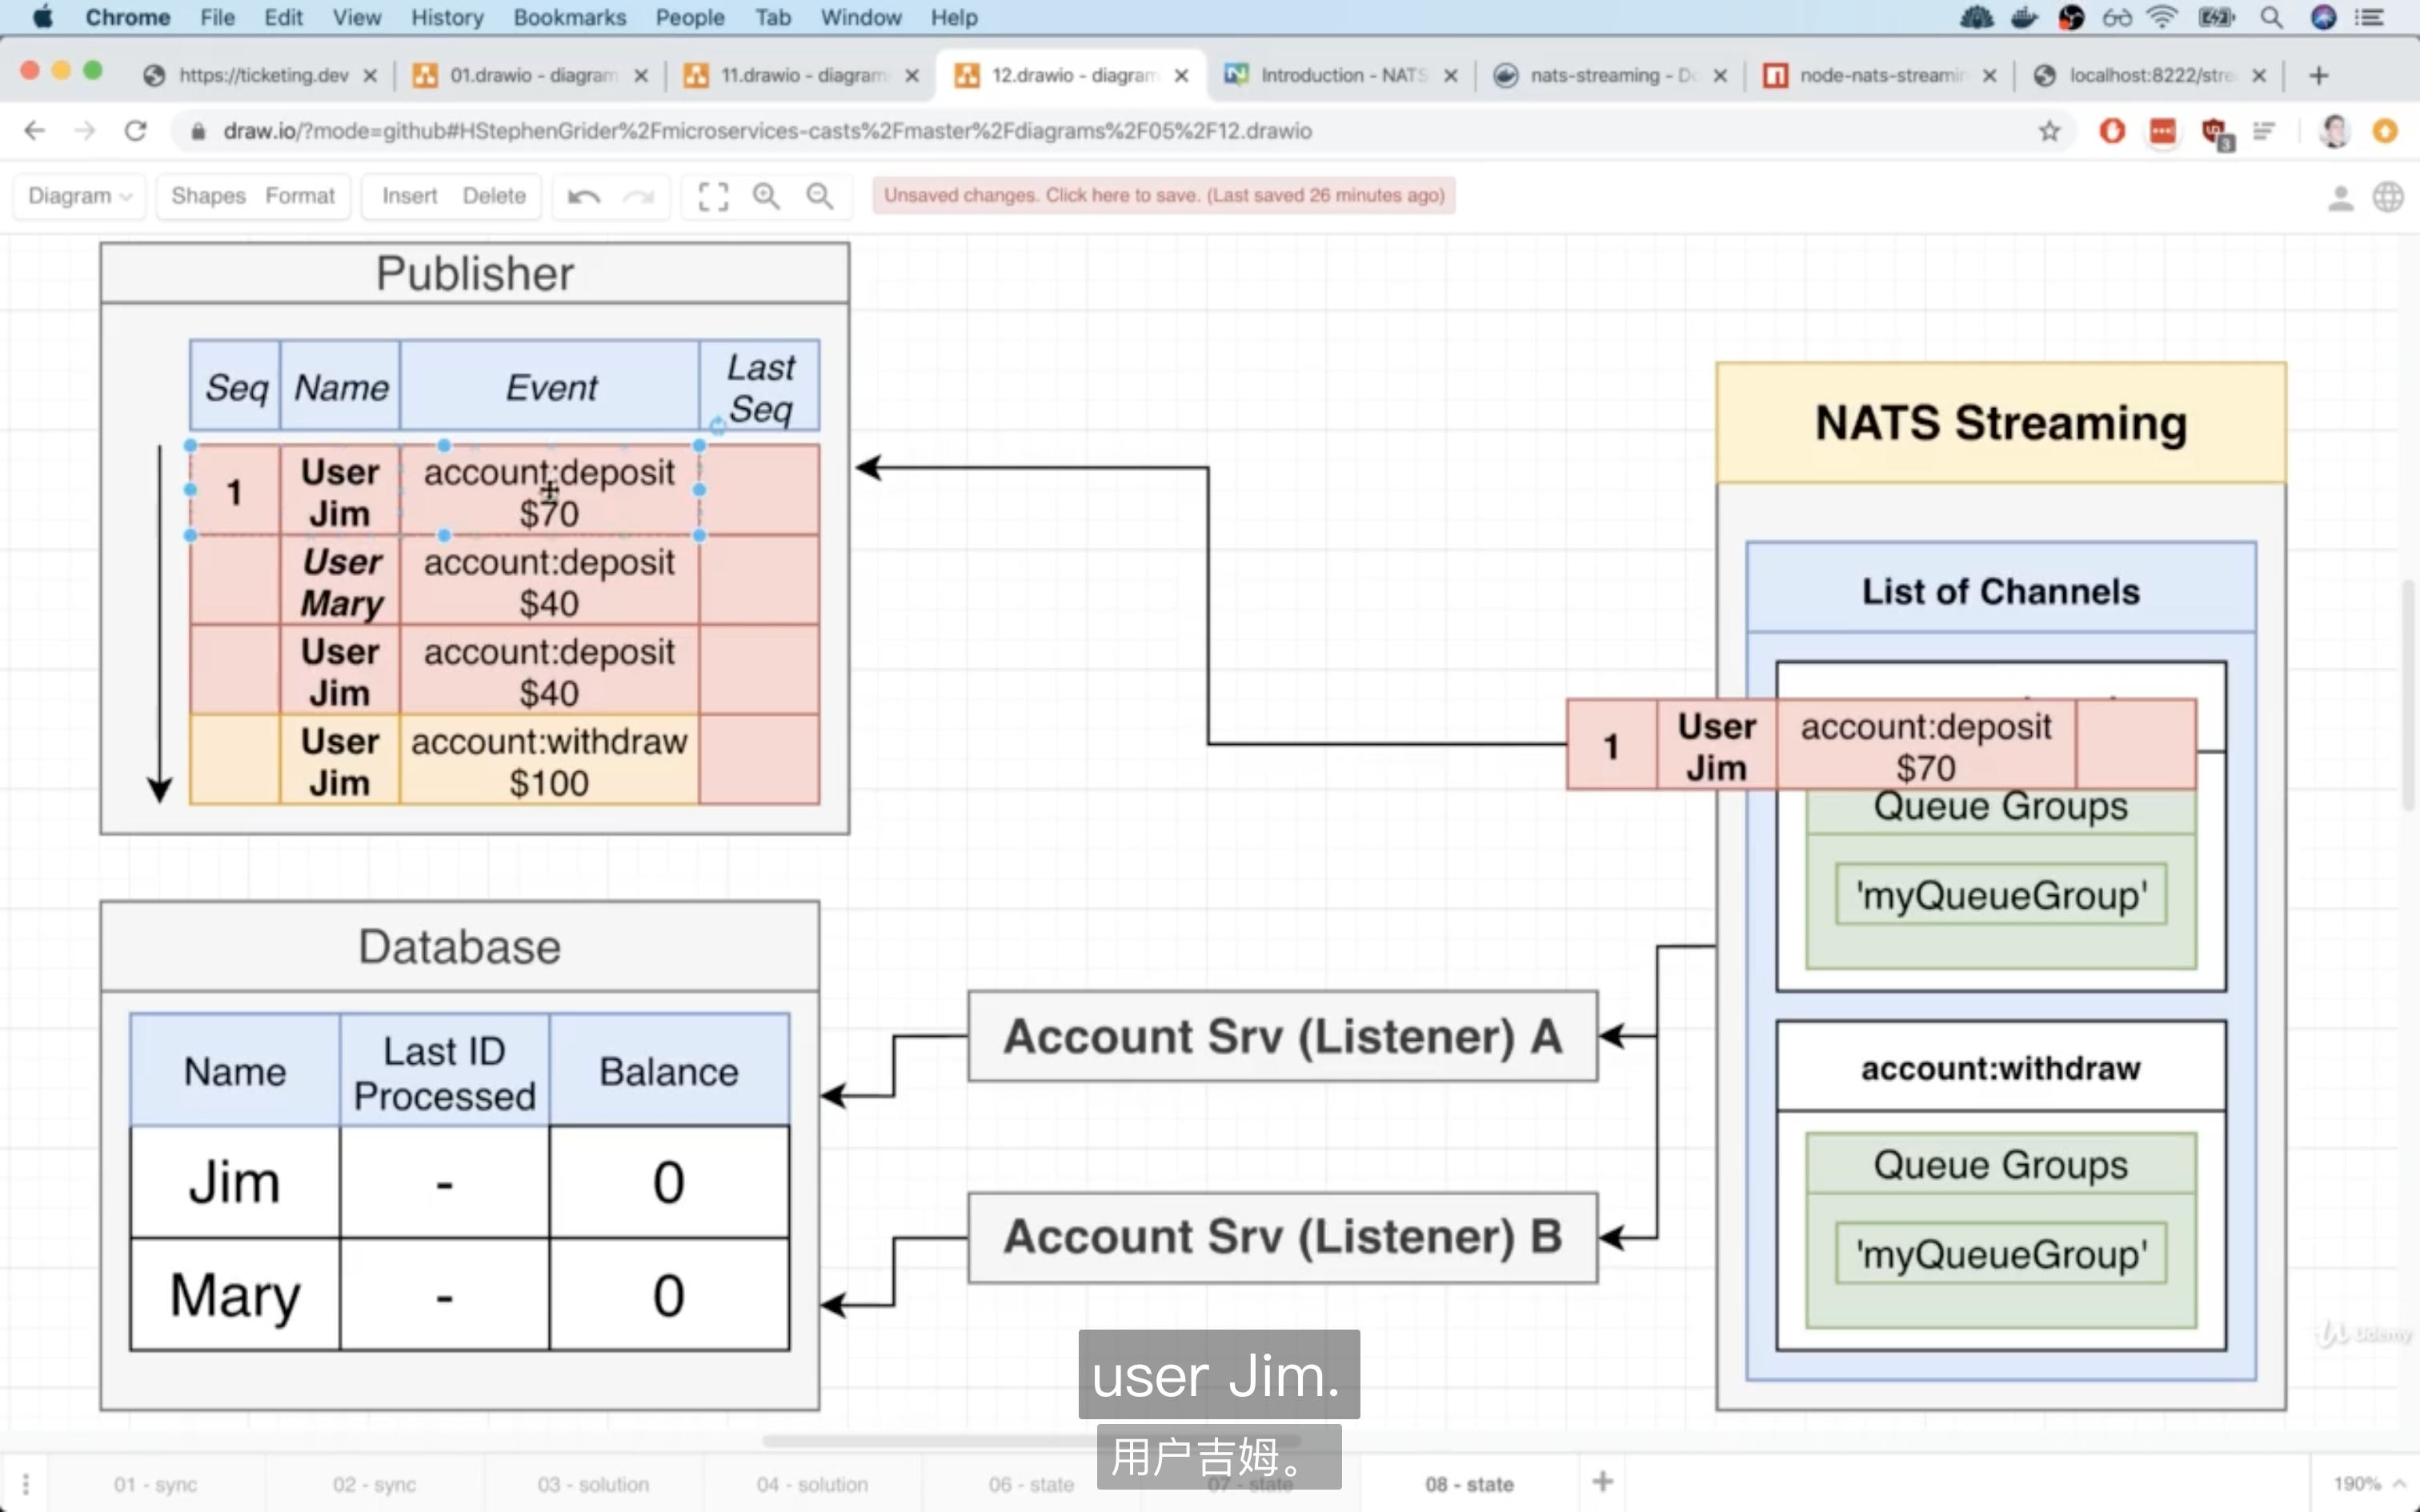 Chrome File Edit View History Bookmarks People Tab Window Help
https://ticketing.dev
01.drawio - diagram
11.drawio - diagram
12.drawio - diagram
Introduction - NATS
nats-streaming - Do
node-nats-streamin
localhost:8222/stre
draw.io/?mode=github#HStephenGrider%2Fmicroservices-casts%2Fmaster%2Fdiagrams%2F05%2F12.drawio
3
Diagram
Shapes Format
Insert Delete
Unsaved changes. Click here to save. (Last saved 26 minutes ago)
Publisher
Seq Name Event Last
Seq
1 User
Jim account:deposit
$70
User
Mary account:deposit
$40
User
Jim account:deposit
$40
User
Jim account:withdraw
$100
NATS Streaming
List of Channels
1 User
Jim account:deposit
$70
Queue Groups
'myQueueGroup'
account:withdraw
Queue Groups
'myQueueGroup'
Database
Name Last ID
Processed Balance
Jim - 0
Mary - 0
Account Srv (Listener) A
Account Srv (Listener) B
Udemy
user Jim.
用户吉姆。
01 - sync
02 - sync
03 - solution
04 - solution
06 - state
07 - state
08 - state
190%